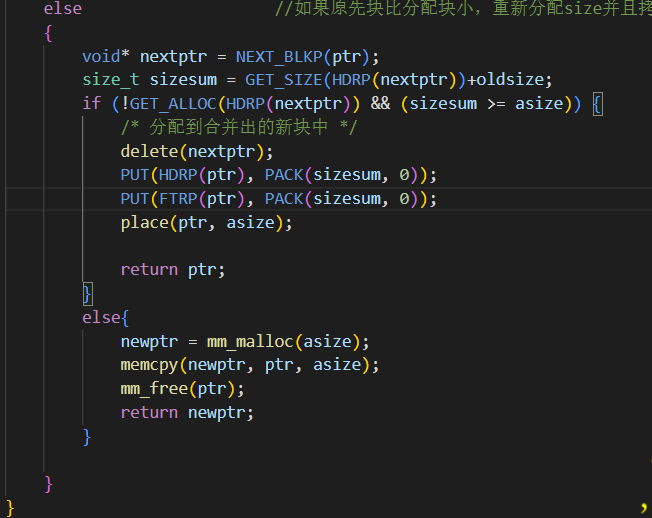 else //如果原先块比分配块小，重新分配size并且拷
{
void* nextptr = NEXT_BLKP(ptr);
size_t sizesum = GET_SIZE(HDRP(nextptr))+oldsize;
if (!GET_ALLOC(HDRP(nextptr)) && (sizesum >= asize)) {
/* 分配到合并出的新块中 */
delete(nextptr);
PUT(HDRP(ptr), PACK(sizesum, 0));
PUT(FTRP(ptr), PACK(sizesum, 0));
place(ptr, asize);
return ptr;
}
else{
newptr = mm_malloc(asize);
memcpy(newptr, ptr, asize);
mm_free(ptr);
return newptr;
}
}
}